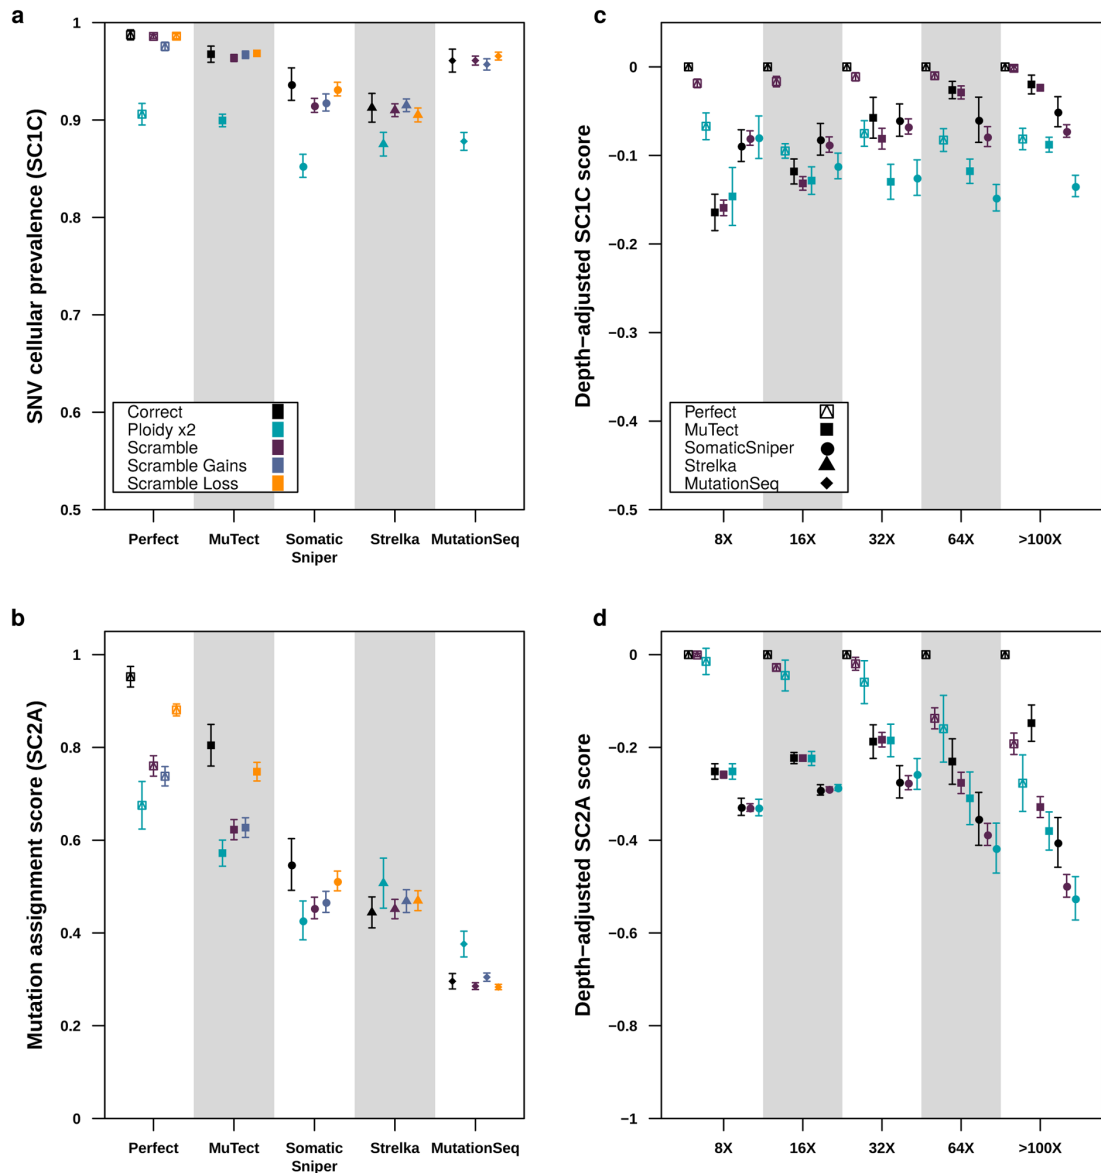 a
SNV cellular prevalence (SC1C)
1
0.9
0.8
0.7
0.6
0.5
Correct
Ploidy x2
Scramble
Scramble Gains
Scramble Loss
Perfect
MuTect
Somatic
Sniper
Strelka
MutationSeq
c
Depth−adjusted SC1C score
0
−0.1
−0.2
−0.3
−0.4
−0.5
Perfect
MuTect
SomaticSniper
Strelka
MutationSeq
8X
16X
32X
64X
>100X
b
Mutation assignment score (SC2A)
1
0.8
0.6
0.4
0.2
0
Perfect
MuTect
Somatic
Sniper
Strelka
MutationSeq
d
Depth−adjusted SC2A score
0
−0.2
−0.4
−0.6
−0.8
−1
8X
16X
32X
64X
>100X